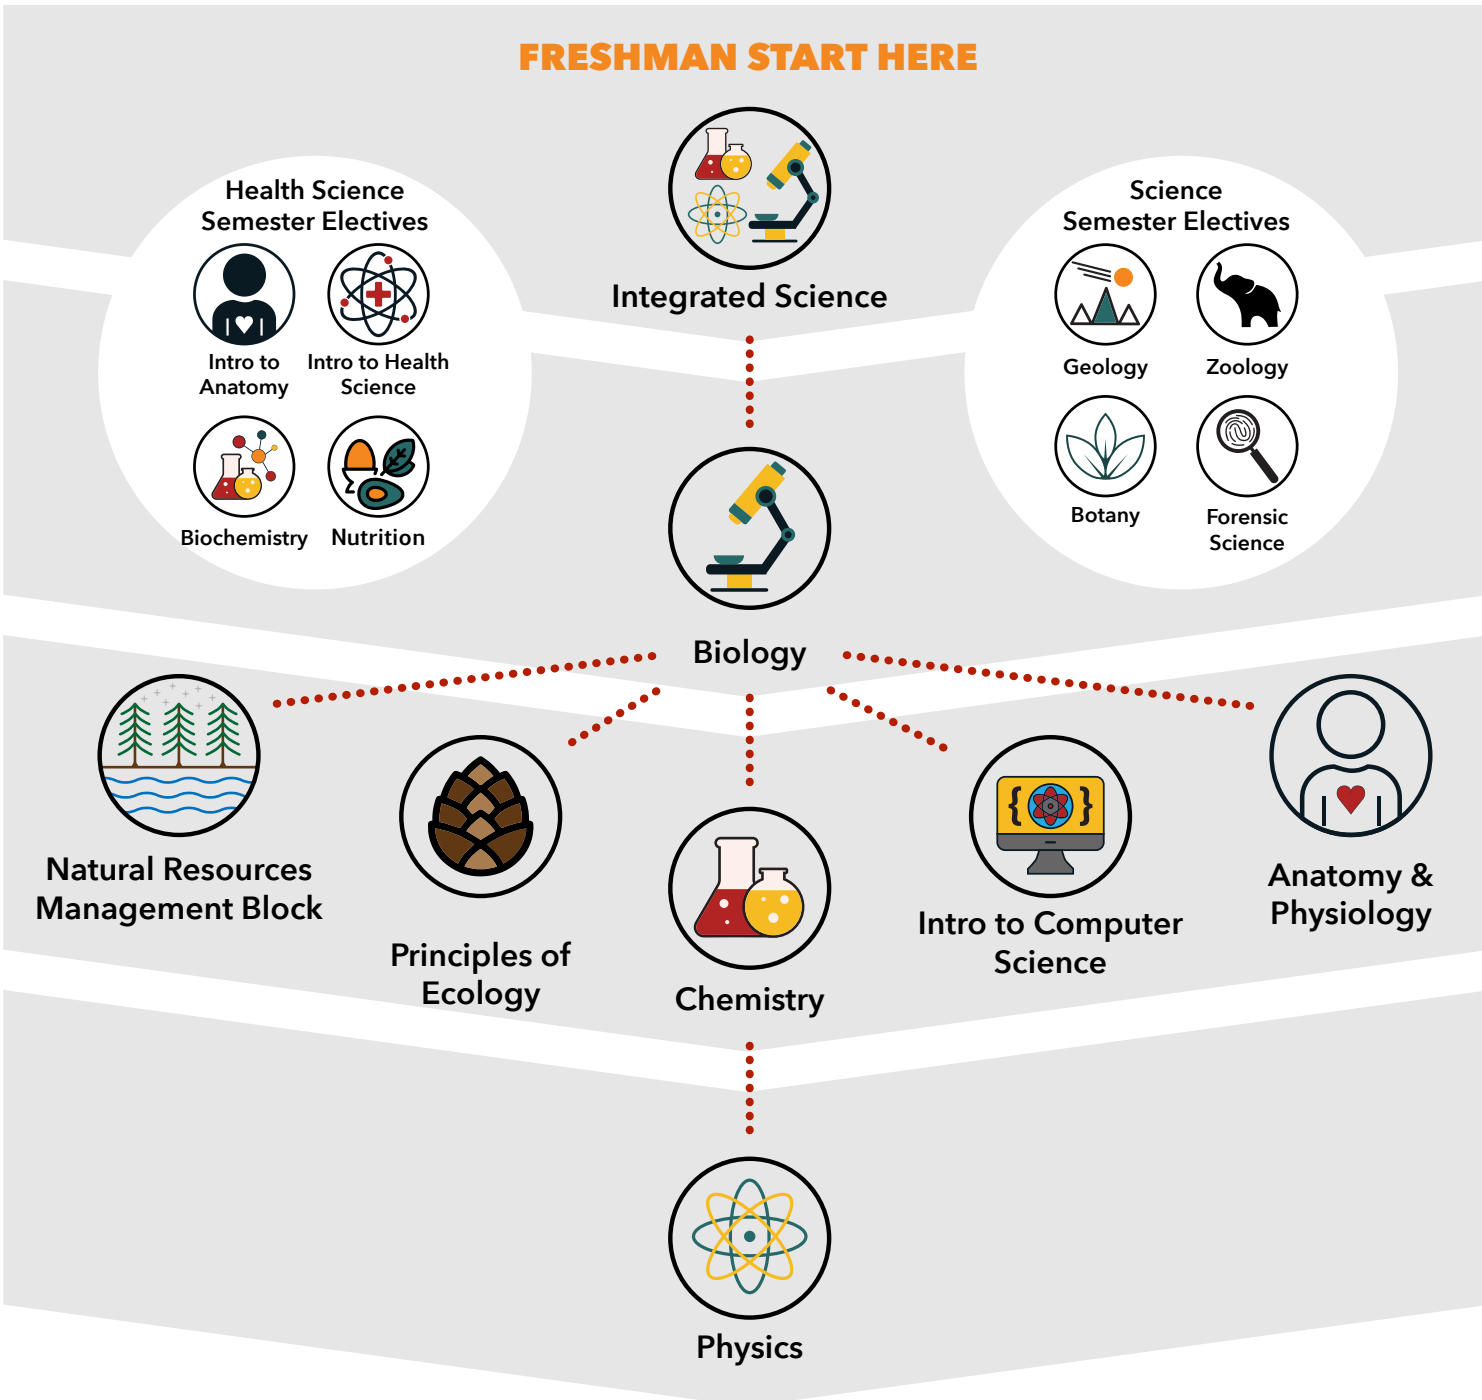 FRESHMAN START HERE
Integrated Science
Health Science
Semester Electives
Intro to
Anatomy
Intro to Health
Science
Biochemistry
Nutrition
Science
Semester Electives
Geology
Zoology
Botany
Forensic
Science
Biology
Natural Resources
Management Block
Principles of
Ecology
Chemistry
Intro to Computer
Science
Anatomy &
Physiology
Physics